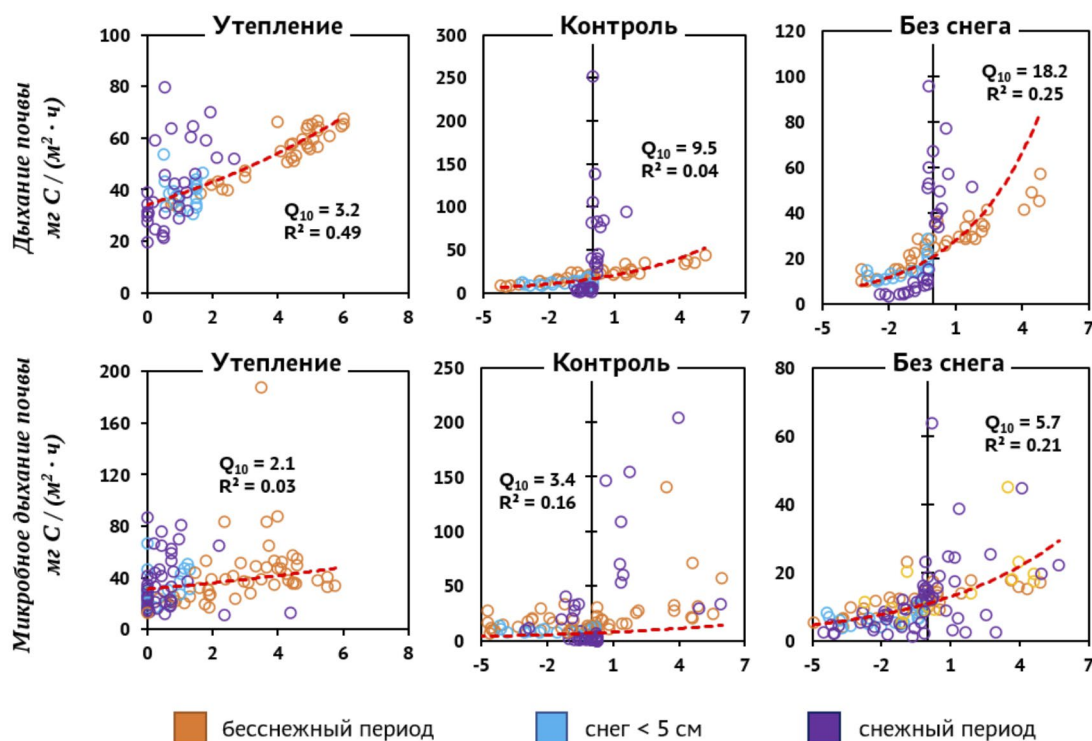 Утепление
Контроль
Без снега
Дыхание почвы
мг С / (м² · ч)
100
80
60
40
20
0
0
2
4
6
8
Q₁₀ = 3.2
R² = 0.49
300
250
200
150
100
50
0
-5
-2
1
4
7
Q₁₀ = 9.5
R² = 0.04
120
100
80
60
40
20
0
-5
-2
1
4
7
Q₁₀ = 18.2
R² = 0.25
Утепление
Контроль
Без снега
Микробное дыхание почвы
мг С / (м² · ч)
200
160
120
80
40
0
0
2
4
6
8
Q₁₀ = 2.1
R² = 0.03
250
200
150
100
50
0
-5
-2
1
4
7
Q₁₀ = 3.4
R² = 0.16
80
60
40
20
0
-5
-2
1
4
7
Q₁₀ = 5.7
R² = 0.21
бесснежный период
снег < 5 см
снежный период